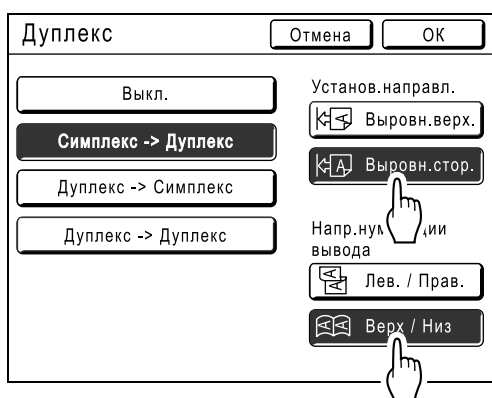 Дуплекс
Отмена
ОК
Выкл.
Симплекс -> Дуплекс
Дуплекс -> Симплекс
Дуплекс -> Дуплекс
Установ.направл.
Выровн.верх.
Выровн.стор.
вывода
Лев. / Прав.
Верх / Низ